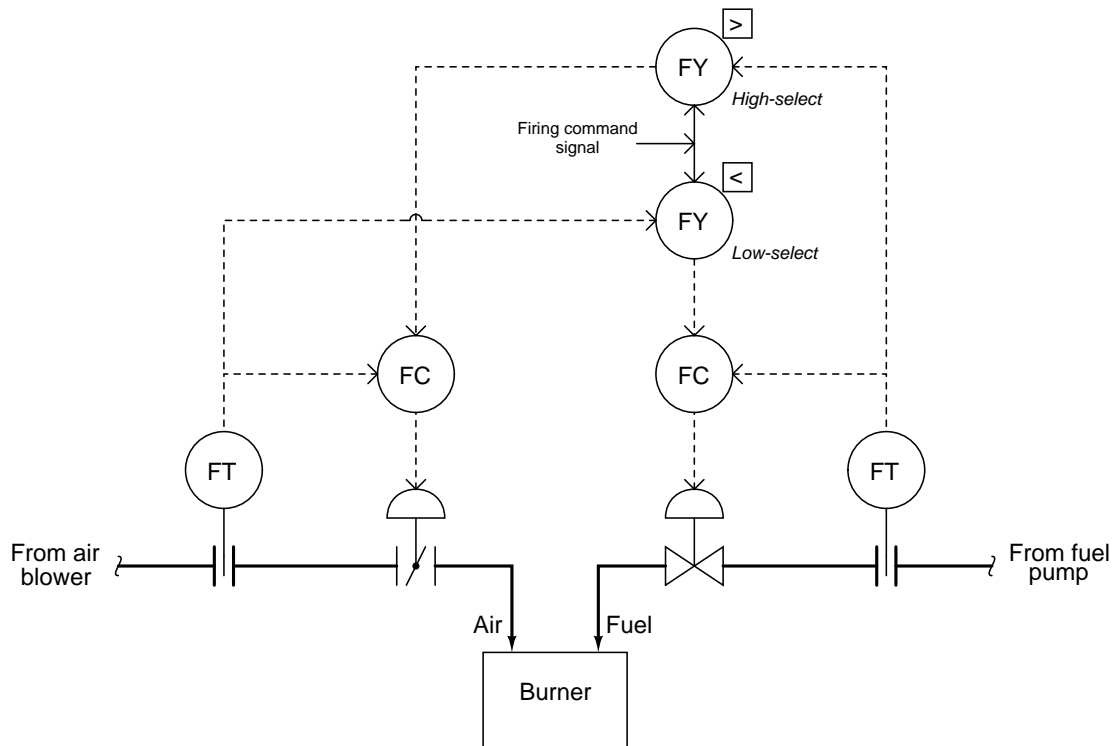 >
FY
High-select
Firing command
signal
<
FY
Low-select
FC
FC
FT
FT
From air
blower
From fuel
pump
Air
Fuel
Burner